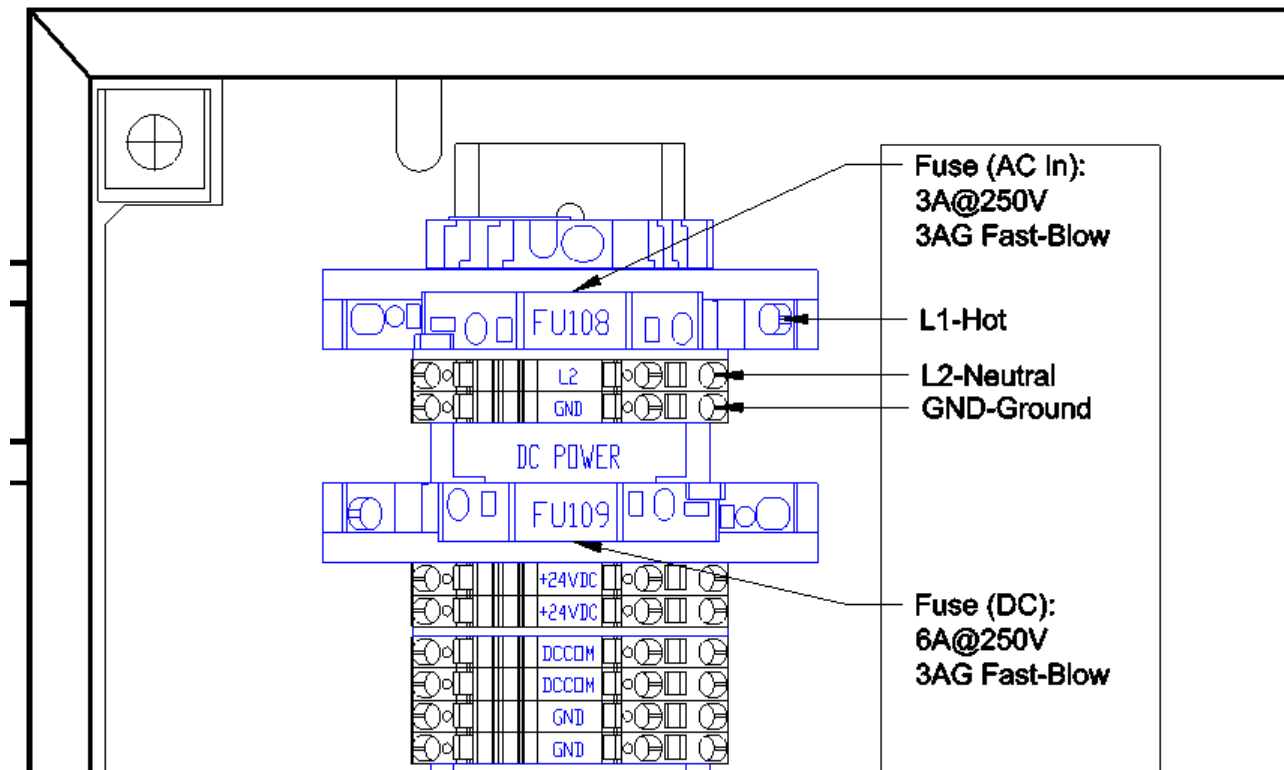 Fuse (AC In):
3A@250V
3AG Fast-Blow
FU108
L1-Hot
L2
L2-Neutral
GND
GND-Ground
DC POWER
FU109
+24VDC
+24VDC
Fuse (DC):
6A@250V
3AG Fast-Blow
DCCOM
DCCOM
GND
GND